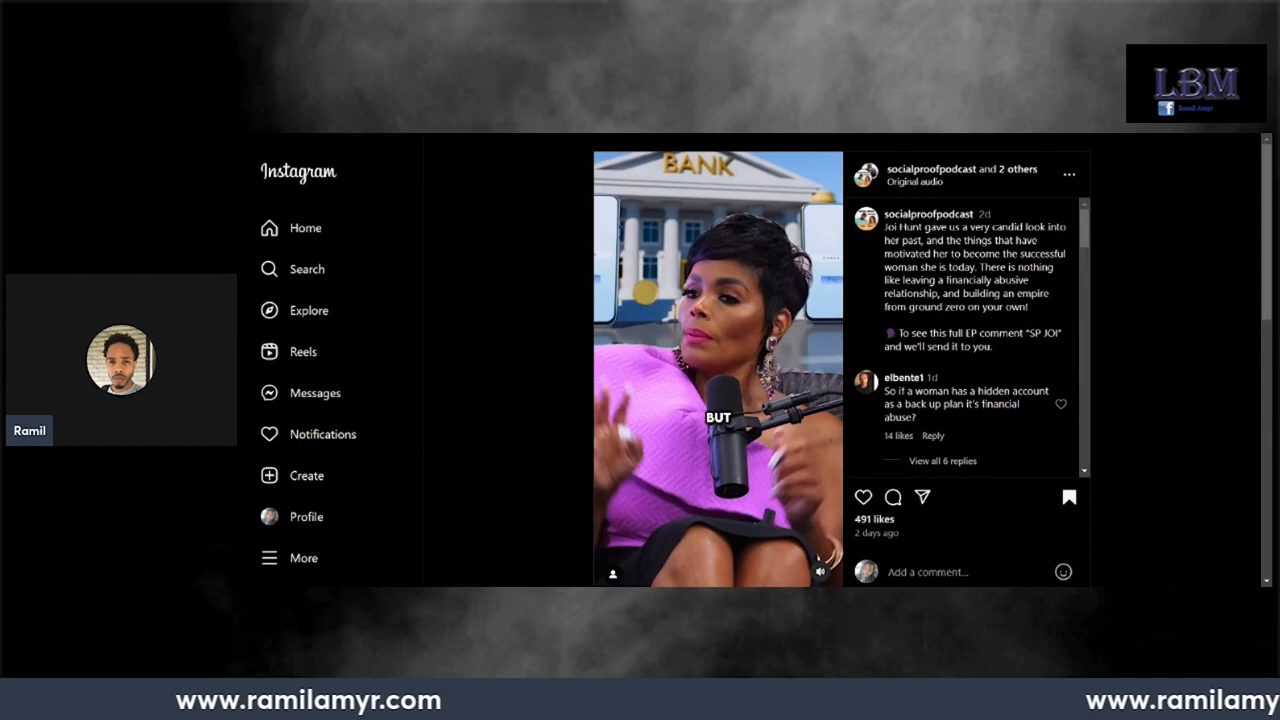 LBM
Ramil Amyr
Instagram
Home
Search
Explore
Reels
Messages
Notifications
Create
Profile
More
Ramil
BANK
BUT
socialproofpodcast and 2 others
Original audio
socialproofpodcast 2d
Joi Hunt gave us a very candid look into
her past, and the things that have
motivated her to become the successful
woman she is today. There is nothing
like leaving a financially abusive
relationship, and building an empire
from ground zero on your own!
To see this full EP comment “SP JOI”
and we'll send it to you.
elbente1 1d
So if a woman has a hidden account
as a back up plan it's financial
abuse?
14 likes Reply
View all 6 replies
491 likes
2 days ago
Add a comment...
www.ramilamyr.com
www.ramilamy